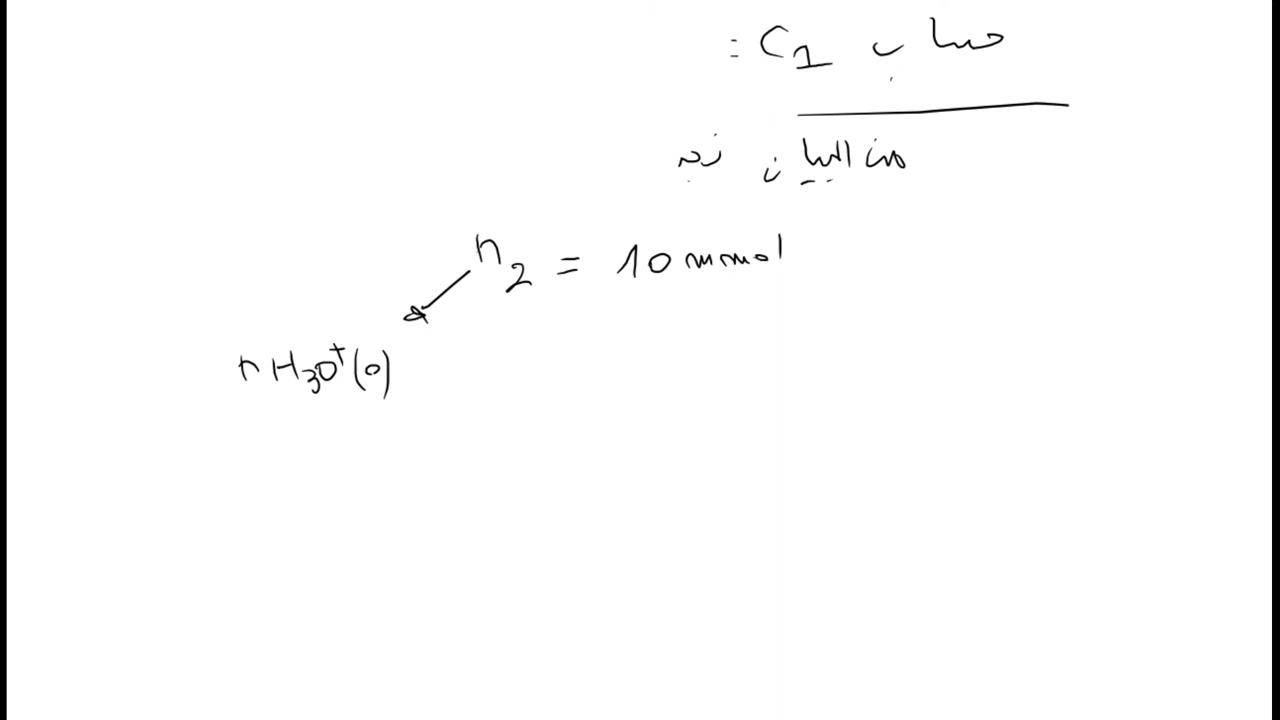 حساب C1 :
من البيان نجد
n2 = 10 mmol
n H3O+(0)